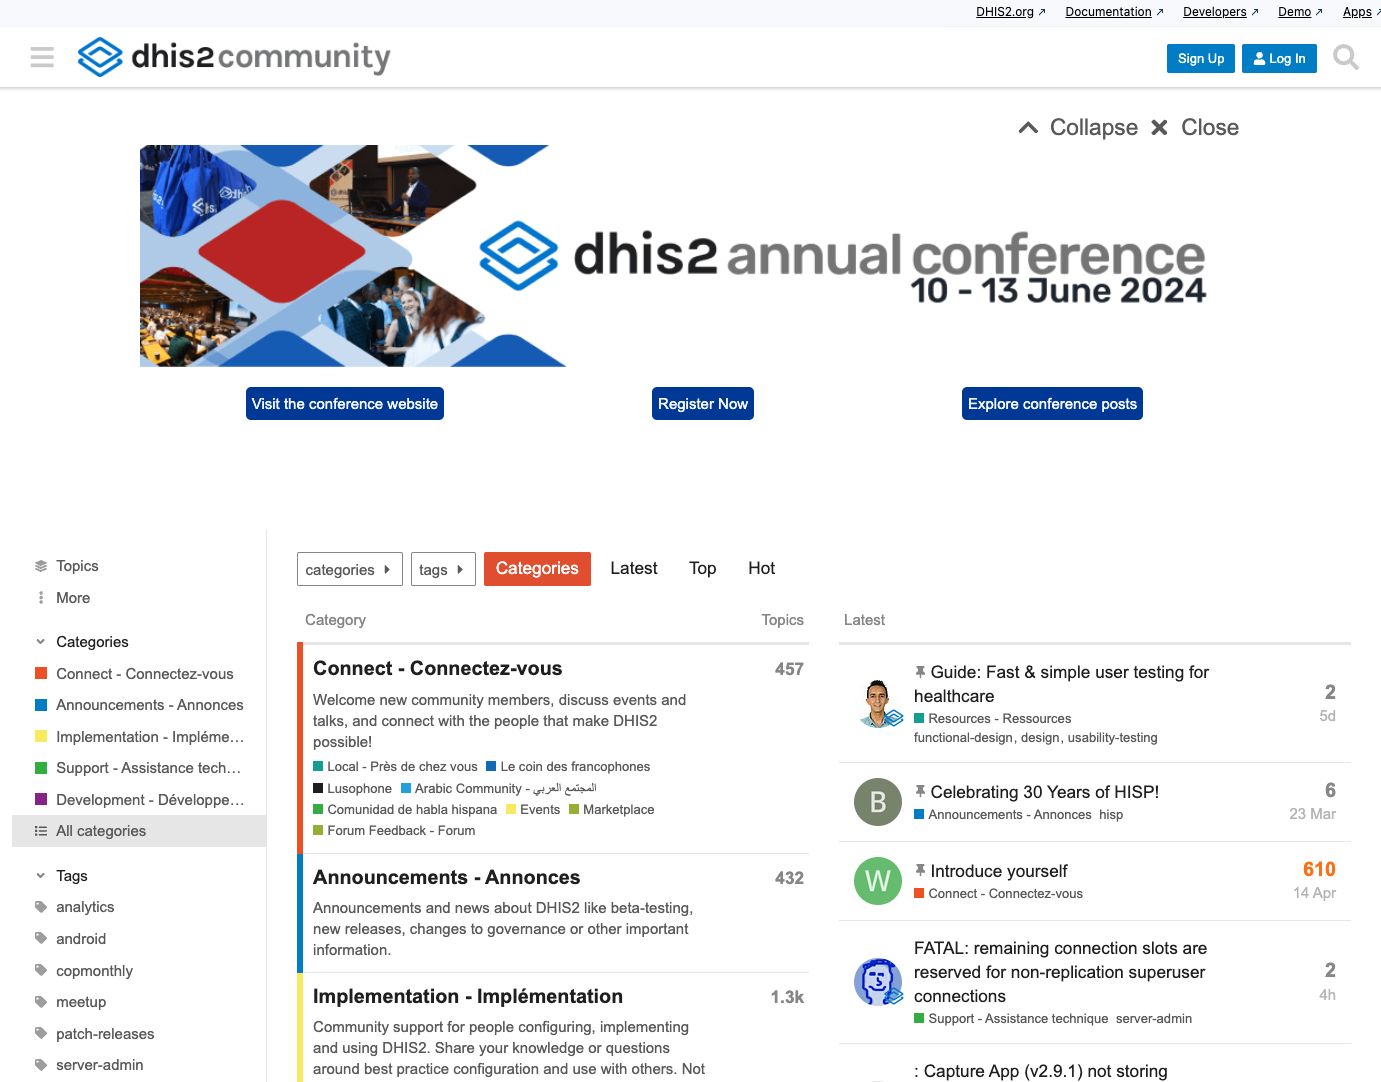 DHIS2.org
Documentation
Developers
Demo
Apps
dhis2 community
Sign Up
Log In
Collapse
Close
dhis2 annual conference
10 - 13 June 2024
Visit the conference website
Register Now
Explore conference posts
Topics
More
Categories
Connect - Connectez-vous
Announcements - Annonces
Implementation - Impléme…
Support - Assistance tech…
Development - Développe…
All categories
Tags
analytics
android
copmonthly
meetup
patch-releases
server-admin
categories
tags
Categories
Latest
Top
Hot
Category
Topics
Connect - Connectez-vous
457
Welcome new community members, discuss events and
talks, and connect with the people that make DHIS2
possible!
Local - Près de chez vous Le coin des francophones
Lusophone Arabic Community - المجتمع العربي
Comunidad de habla hispana Events Marketplace
Forum Feedback - Forum
Announcements - Annonces
432
Announcements and news about DHIS2 like beta-testing,
new releases, changes to governance or other important
information.
Implementation - Implémentation
1.3k
Community support for people configuring, implementing
and using DHIS2. Share your knowledge or questions
around best practice configuration and use with others. Not
Latest
Guide: Fast & simple user testing for
healthcare
2
Resources - Ressources
5d
functional-design, design, usability-testing
B
Celebrating 30 Years of HISP!
6
Announcements - Annonces hisp
23 Mar
W
Introduce yourself
610
Connect - Connectez-vous
14 Apr
FATAL: remaining connection slots are
reserved for non-replication superuser
connections
2
4h
Support - Assistance technique server-admin
: Capture App (v2.9.1) not storing